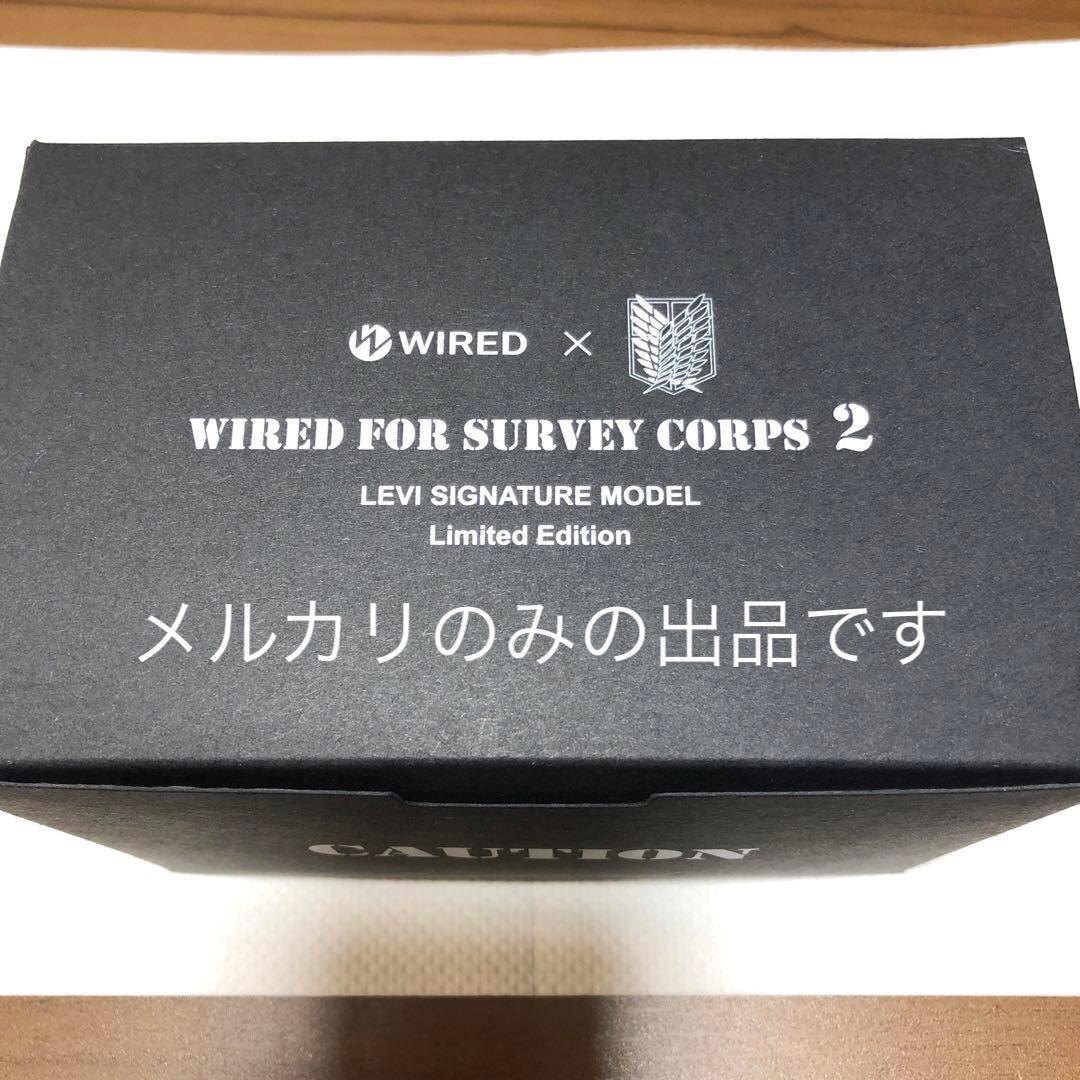 WIRED ×
WIRED FOR SURVEY CORPS 2
LEVI SIGNATURE MODEL
Limited Edition
メルカリのみの出品です
CAUTION